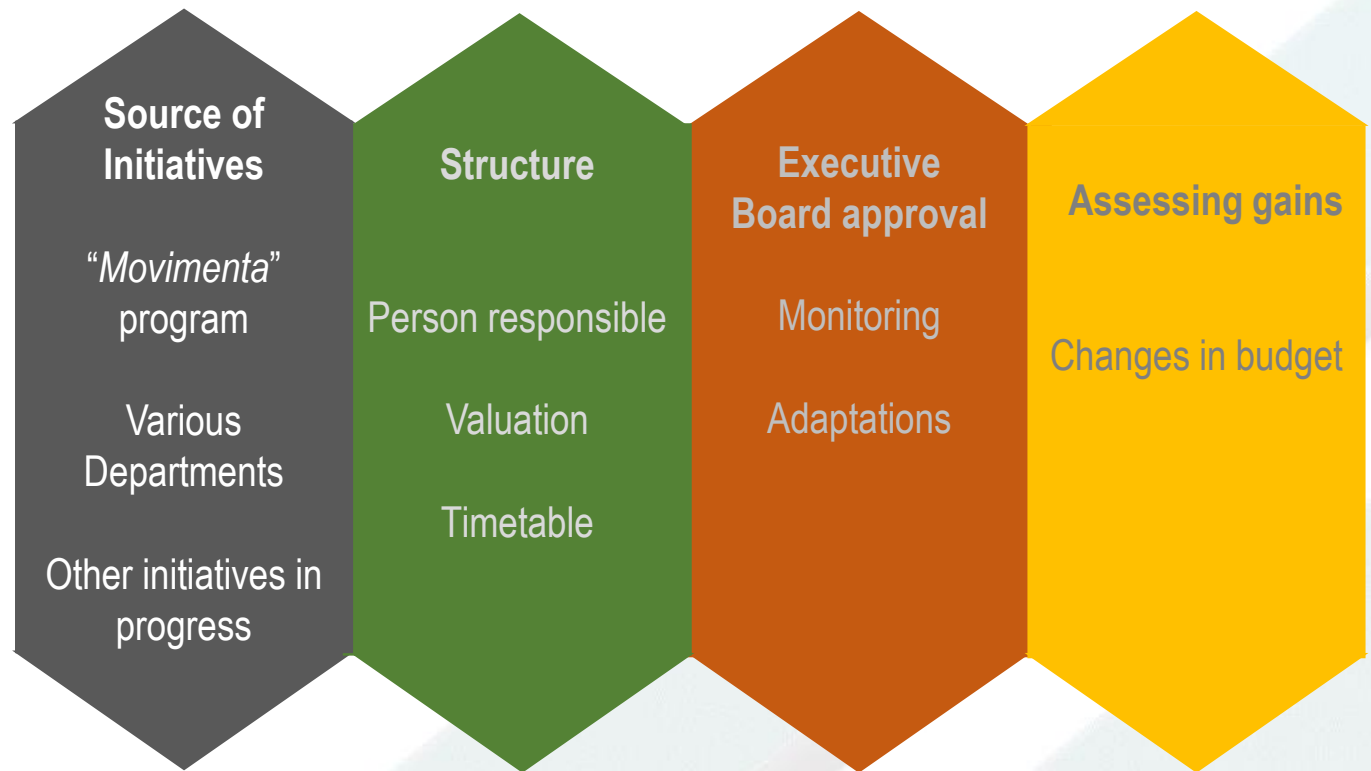 Source of
Initiatives
“Movimenta”
program
Various
Departments
Other initiatives in
progress
Structure
Person responsible
Valuation
Timetable
Executive
Board approval
Monitoring
Adaptations
Assessing gains
Changes in budget